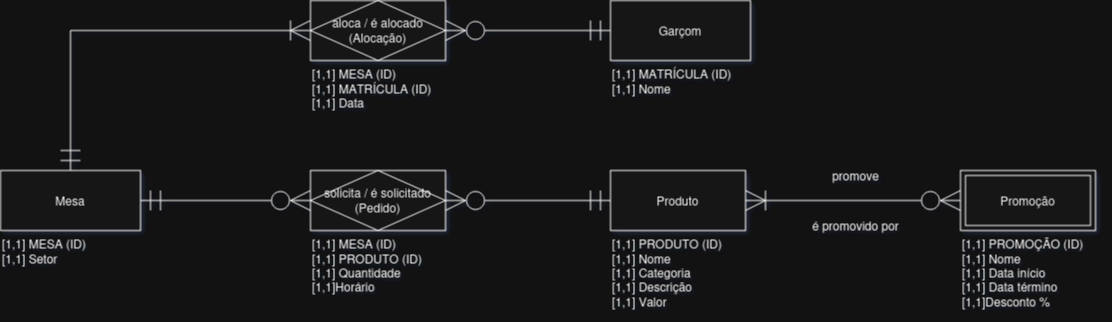 aloca / é alocado
(Alocação)
Garçom
[1,1] MESA (ID)
[1,1] MATRÍCULA (ID)
[1,1] Data
[1,1] MATRÍCULA (ID)
[1,1] Nome
Mesa
[1,1] MESA (ID)
[1,1] Setor
solicita / é solicitado
(Pedido)
[1,1] MESA (ID)
[1,1] PRODUTO (ID)
[1,1] Quantidade
[1,1]Horário
Produto
[1,1] PRODUTO (ID)
[1,1] Nome
[1,1] Categoria
[1,1] Descrição
[1,1] Valor
promove
é promovido por
Promoção
[1,1] PROMOÇÃO (ID)
[1,1] Nome
[1,1] Data início
[1,1] Data término
[1,1]Desconto %